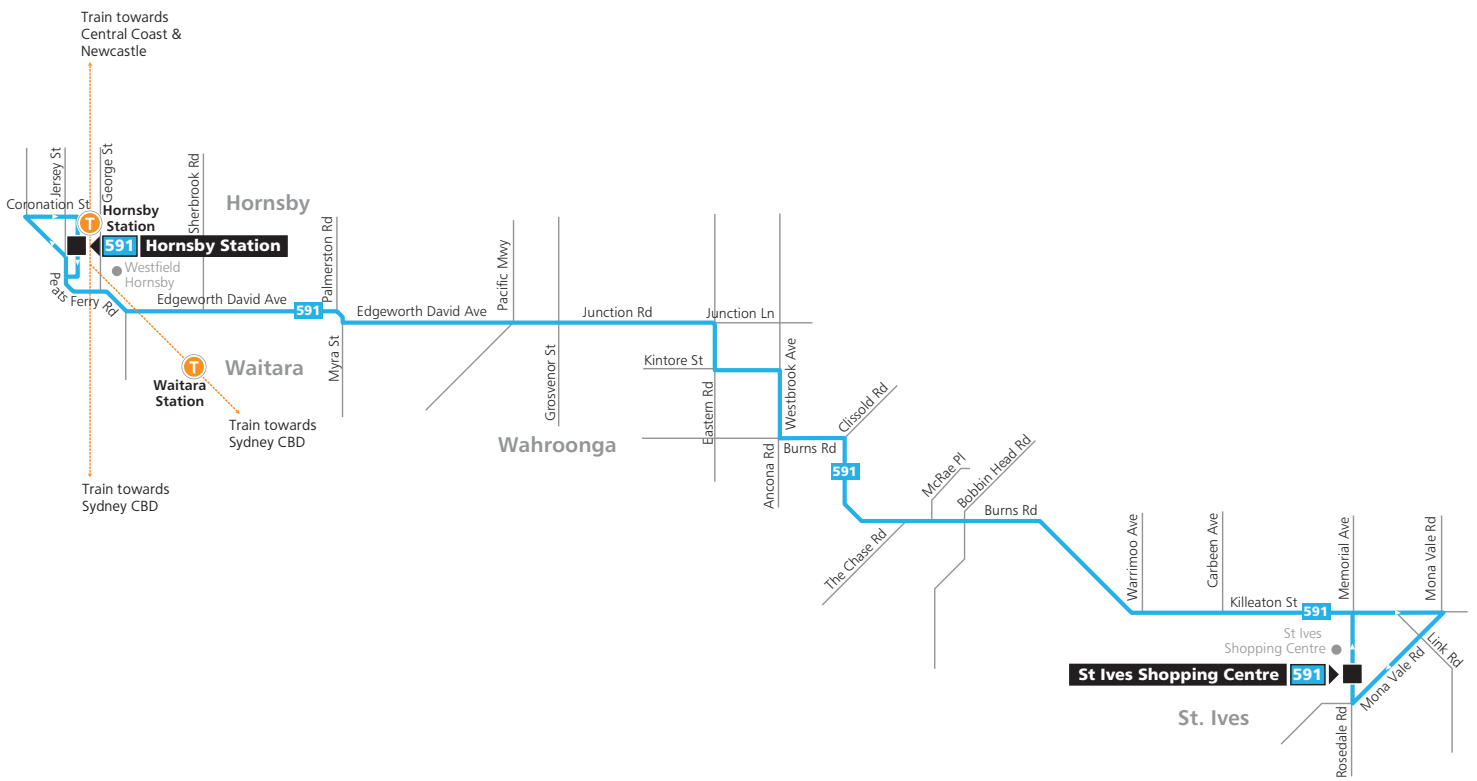 Train towards
Central Coast &
Newcastle
Jersey St
George St
Sherbrook Rd
Coronation St
Hornsby
T
Hornsby
Station
591
Hornsby Station
Westfield
Hornsby
Peats Ferry Rd
Edgeworth David Ave
591
Palmerston Rd
Edgeworth David Ave
Pacific Mwy
Junction Rd
Junction Ln
Myra St
Grosvenor St
Kintore St
Westbrook Ave
T
Waitara
Station
Waitara
Train towards
Sydney CBD
Train towards
Sydney CBD
Wahroonga
Eastern Rd
Clissold Rd
Burns Rd
Ancona Rd
591
McRae Pl
Bobbin Head Rd
Burns Rd
The Chase Rd
Warrimoo Ave
Carbeen Ave
Memorial Ave
Mona Vale Rd
Killeaton St
591
St Ives
Shopping Centre
Link Rd
St Ives Shopping Centre
591
Mona Vale Rd
St. Ives
Rosedale Rd